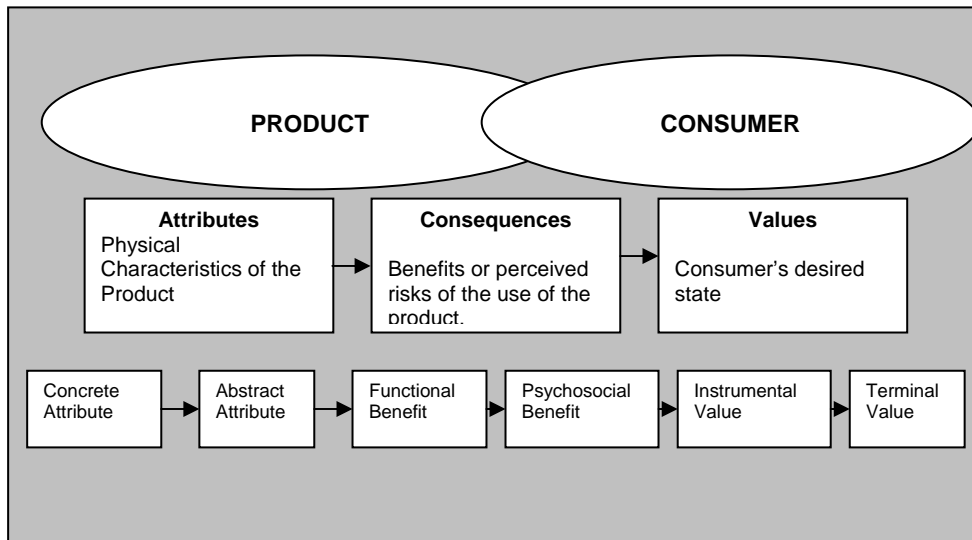 PRODUCT
CONSUMER
Attributes
Physical
Characteristics of the
Product
Consequences
Benefits or perceived
risks of the use of the
product.
Values
Consumer’s desired
state
Concrete
Attribute
Abstract
Attribute
Functional
Benefit
Psychosocial
Benefit
Instrumental
Value
Terminal
Value